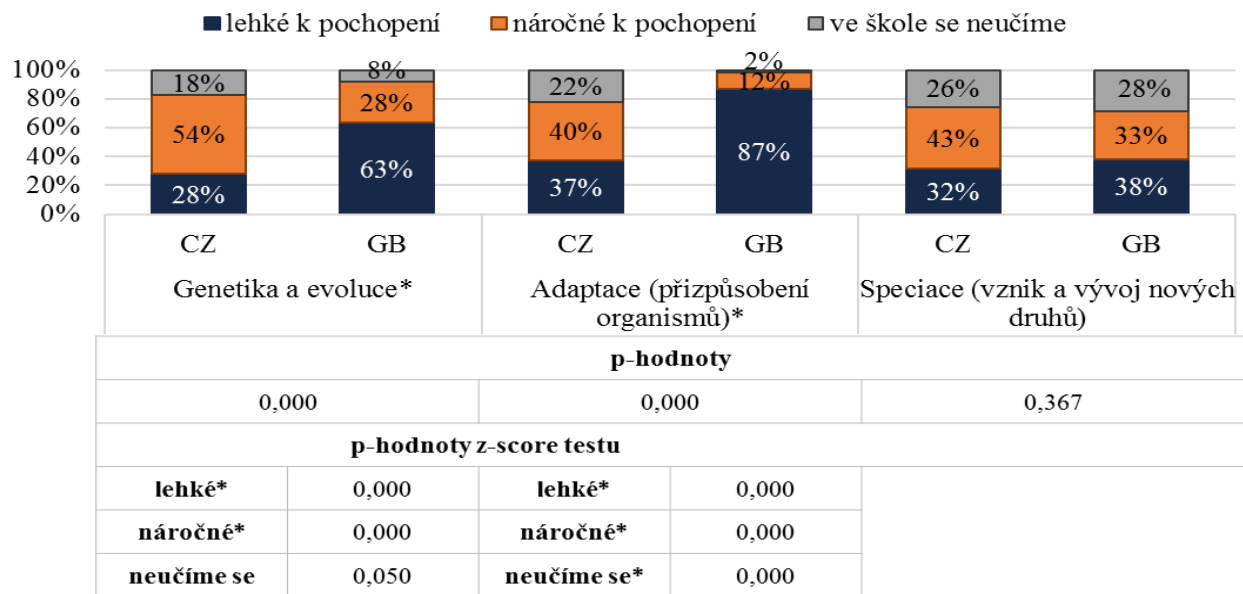 lehké k pochopení náročné k pochopení ve škole se neučíme
100%
80%
60%
40%
20%
0%
18% 8% 22% 2% 26% 28%
54% 28% 40% 12% 43% 33%
28% 63% 37% 87% 32% 38%
CZ GB CZ GB CZ GB
Genetika a evoluce* Adaptace (přizpůsobení organismů)* Speciace (vznik a vývoj nových druhů)
p-hodnoty
0,000 0,000 0,367
p-hodnoty z-score testu
lehké* 0,000 lehké* 0,000
náročné* 0,000 náročné* 0,000
neučíme se 0,050 neučíme se* 0,000